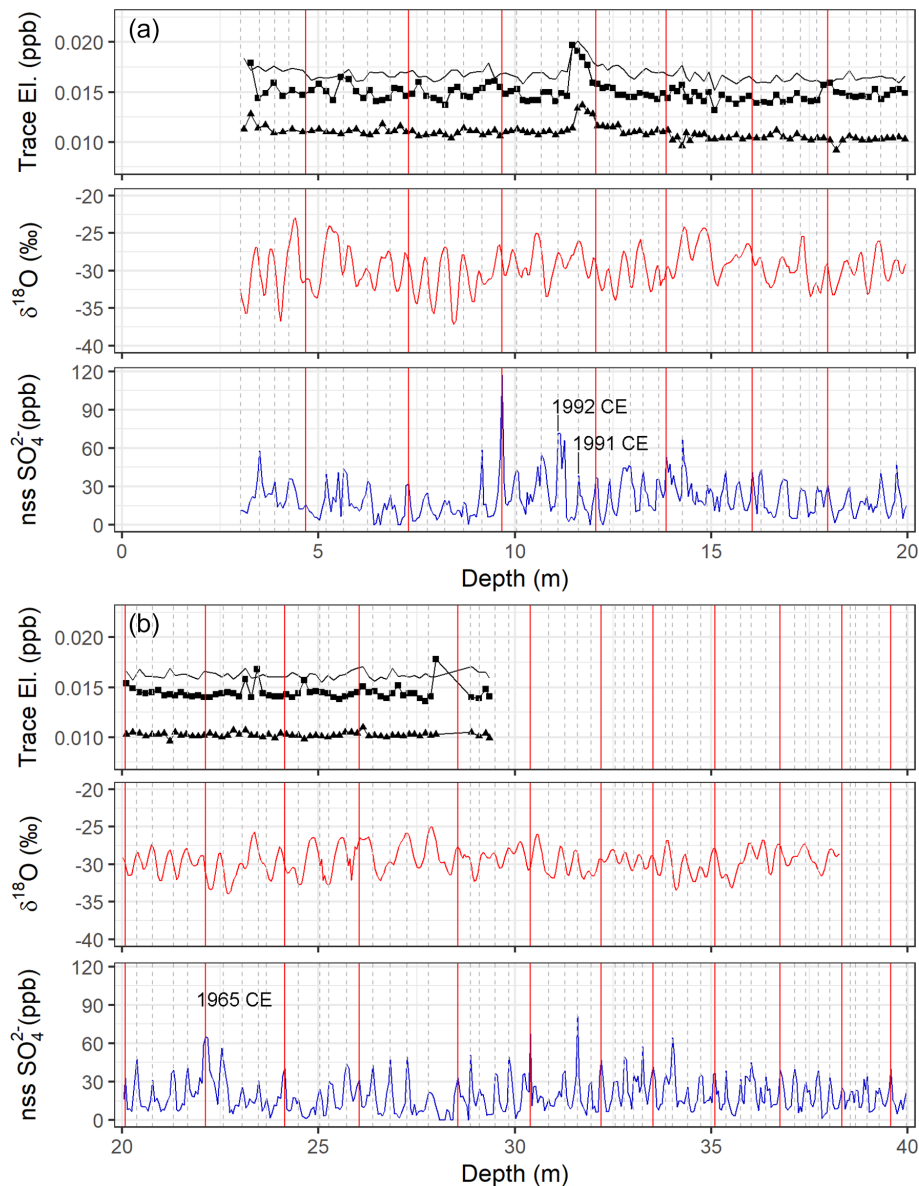 (a)
Trace El. (ppb)
0.020
0.015
0.010
δ¹⁸O (‰)
-20
-25
-30
-35
-40
nss SO₄²⁻(ppb)
120
90
60
30
0
1992 CE
1991 CE
0 5 10 15 20
Depth (m)
(b)
Trace El. (ppb)
0.020
0.015
0.010
δ¹⁸O (‰)
-20
-25
-30
-35
-40
nss SO₄²⁻(ppb)
120
90
60
30
0
1965 CE
20 25 30 35 40
Depth (m)